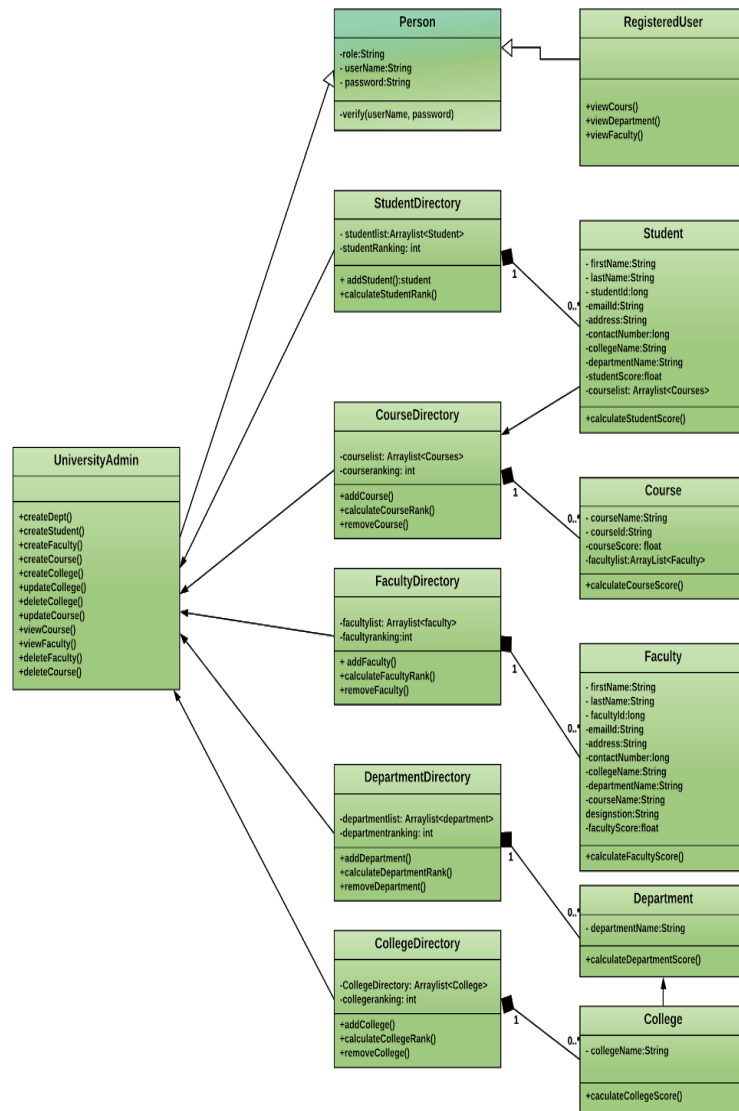 Person
-role:String
- userName:String
- password:String
-verify(userName, password)
RegisteredUser
+viewCours()
+viewDepartment()
+viewFaculty()
StudentDirectory
- studentlist:Arraylist<Student>
-studentRanking: int
+ addStudent():student
+calculateStudentRank()
1
0..*
Student
- firstName:String
- lastName:String
- studentId:long
-emailId:String
-address:String
-contactNumber:long
-collegeName:String
-departmentName:String
-studentScore:float
-courselist: Arraylist<Courses>
+calculateStudentScore()
CourseDirectory
-courselist: Arraylist<Courses>
-courseranking: int
+addCourse()
+calculateCourseRank()
+removeCourse()
1
0..*
Course
- courseName:String
- courseId:String
-courseScore: float
-facultylist:ArrayList<Faculty>
+calculateCourseScore()
UniversityAdmin
+createDept()
+createStudent()
+createFaculty()
+createCourse()
+createCollege()
+updateCollege()
+deleteCollege()
+updateCourse()
+viewCourse()
+viewFaculty()
+deleteFaculty()
+deleteCourse()
FacultyDirectory
-facultylist: Arraylist<faculty>
-facultyranking:int
+ addFaculty()
+calculateFacultyRank()
+removeFaculty()
1
0..*
Faculty
- firstName:String
- lastName:String
- facultyId:long
-emailId:String
-address:String
-contactNumber:long
-collegeName:String
-departmentName:String
-courseName:String
designstion:String
-facultyScore:float
+calculateFacultyScore()
DepartmentDirectory
-departmentlist: Arraylist<department>
-departmentranking: int
+addDepartment()
+calculateDepartmentRank()
+removeDepartment()
1
0..*
Department
- departmentName:String
+calculateDepartmentScore()
CollegeDirectory
-CollegeDirectory: Arraylist<College>
-collegeranking: int
+addCollege()
+calculateCollegeRank()
+removeCollege()
1
0..*
College
- collegeName:String
+caculateCollegeScore()